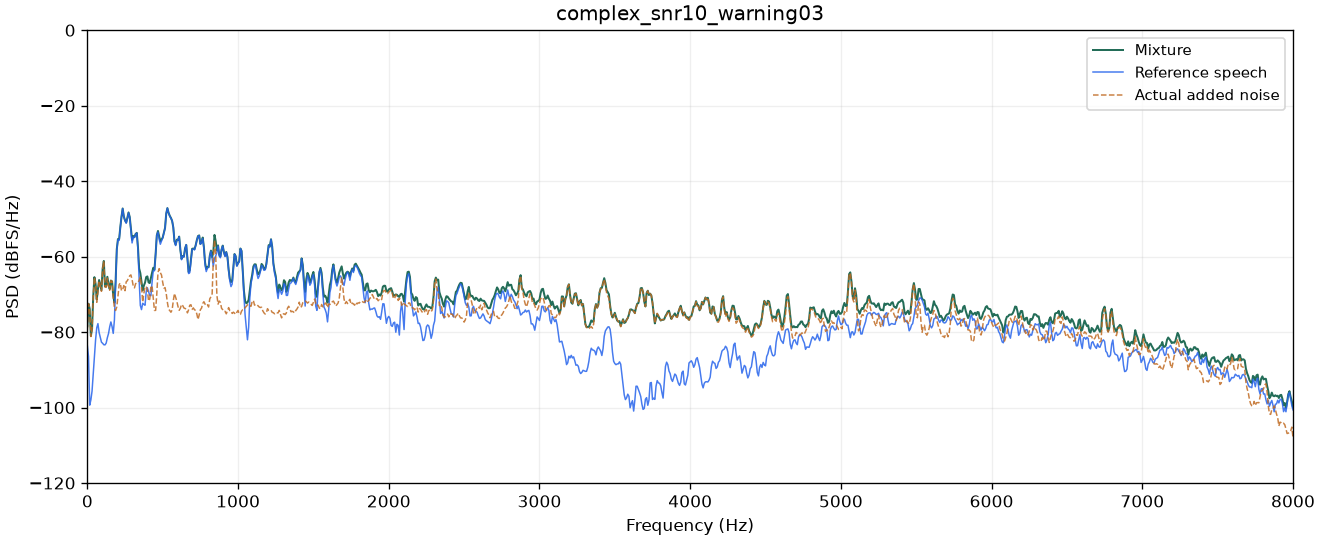 complex_snr10_warning03
Mixture
Reference speech
Actual added noise
0
−20
−40
−60
−80
−100
−120
PSD (dBFS/Hz)
0 1000 2000 3000 4000 5000 6000 7000 8000
Frequency (Hz)